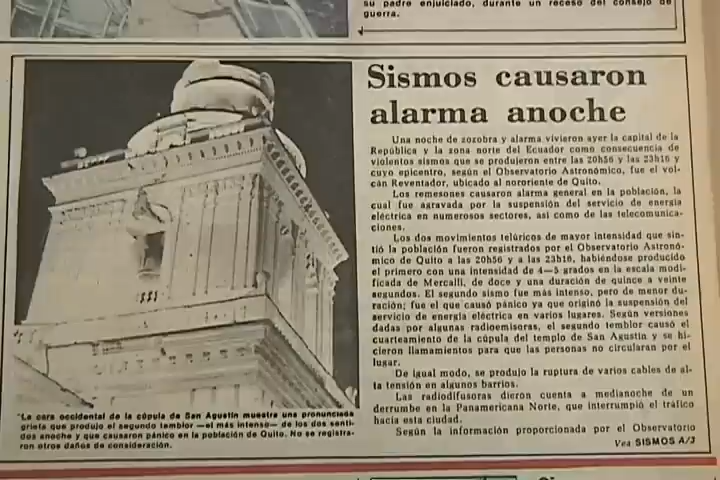 su padre enjuiciado, durante un receso del consejo de
guerra.
Sismos causaron
alarma anoche
Una noche de zozobra y alarma vivieron ayer la capital de la
República y la zona norte del Ecuador como consecuencia de
violentos sismos que se produjeron entre las 20h56 y las 23h16 y
cuyo epicentro, según el Observatorio Astronómico, fue el vol-
cán Reventador, ubicado al nororiente de Quito.
Los remesones causaron alarma general en la población, la
cual fue agravada por la suspensión del servicio de energía
eléctrica en numerosos sectores, así como de las telecomunica-
ciones.
Los dos movimientos telúricos de mayor intensidad que sin-
tió la población fueron registrados por el Observatorio Astronó-
mico de Quito a las 20h56 y a las 23h16, habiéndose producido
el primero con una intensidad de 4—5 grados en la escala modi-
ficada de Mercalli, de doce y una duración de quince a veinte
segundos. El segundo sismo fue más intenso, pero de menor du-
ración; fue el que causó pánico ya que originó la suspensión del
servicio de energía eléctrica en varios lugares. Según versiones
dadas por algunas radioemisoras, el segundo temblor causó el
cuarteamiento de la cúpula del templo de San Agustín y se hi-
cieron llamamientos para que las personas no circularan por el
lugar.
De igual modo, se produjo la ruptura de varios cables de al-
ta tensión en algunos barrios.
Las radiodifusoras dieron cuenta a medianoche de un
derrumbe en la Panamericana Norte, que interrumpió el tráfico
hacia esta ciudad.
Según la información proporcionada por el Observatorio
Vea SISMOS A/3
"La cara occidental de la cúpula de San Agustín muestra una pronunciada
grieta que produjo el segundo temblor —el más intenso— de los dos senti-
dos anoche y que causaron pánico en la población de Quito. No se registra-
ron otros daños de consideración.